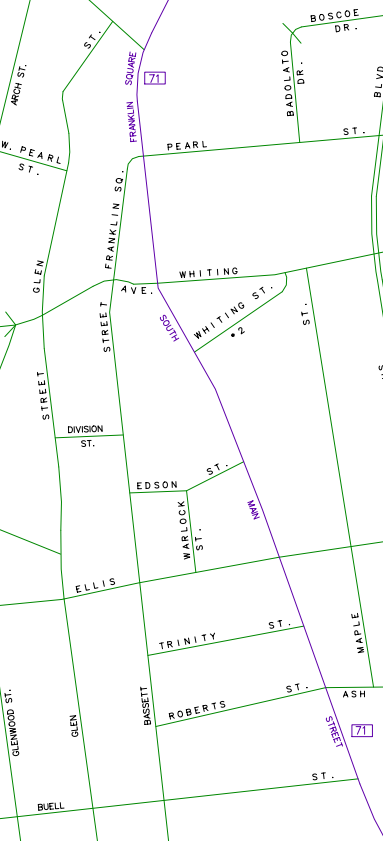 BOSCOE
DR.
ST.
FRANKLIN SQUARE
71
ARCH ST.
BADOLATO
DR.
BLVD
W. PEARL
ST.
PEARL ST.
FRANKLIN SQ.
GLEN
STREET
WHITING
AVE.
WHITING ST.
• 2
SOUTH
STREET
ST.
DIVISION
ST.
EDSON ST.
WARLOCK
ST.
MAIN
ELLIS
TRINITY ST.
MAPLE
ROBERTS ST.
ASH
STREET
71
GLENWOOD ST.
GLEN
BASSETT
BUELL ST.